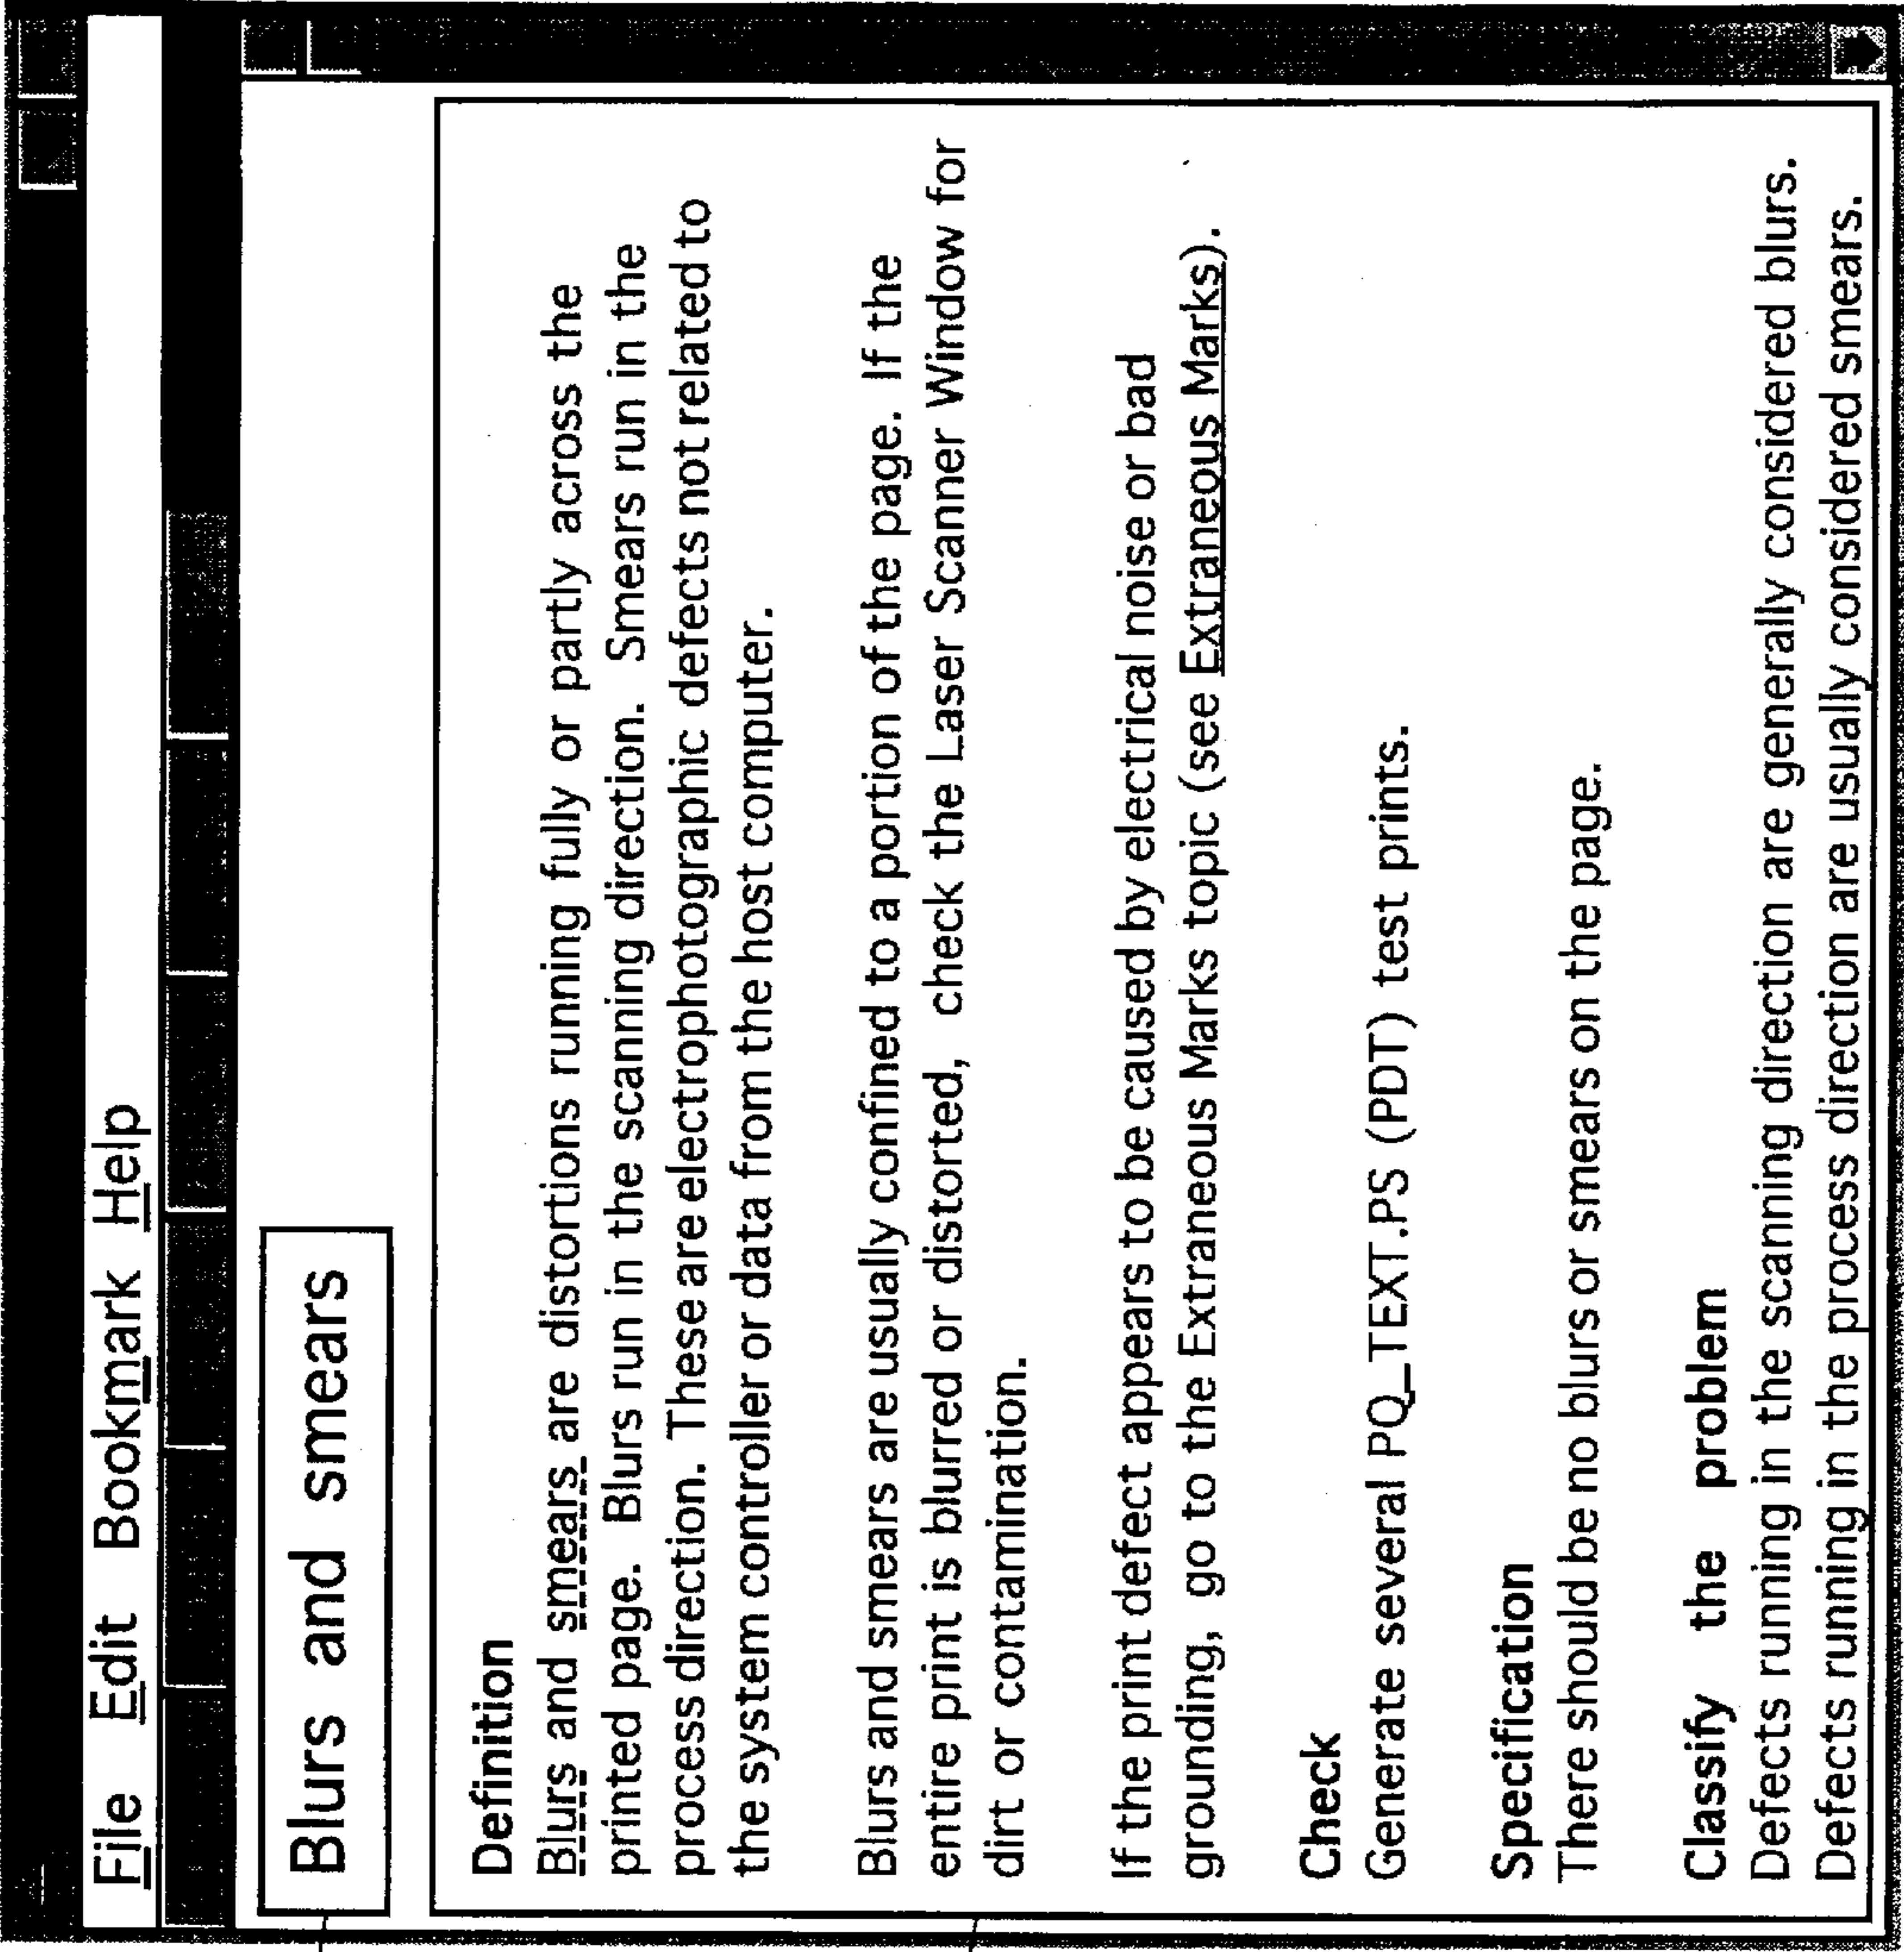 File Edit Bookmark Help
Blurs and smears
Definition
Blurs and smears are distortions running fully or partly across the
printed page. Blurs run in the scanning direction. Smears run in the
process direction. These are electrophotographic defects not related to
the system controller or data from the host computer.
Blurs and smears are usually confined to a portion of the page. If the
entire print is blurred or distorted, check the Laser Scanner Window for
dirt or contamination.
If the print defect appears to be caused by electrical noise or bad
grounding, go to the Extraneous Marks topic (see Extraneous Marks).
Check
Generate several PQ_TEXT.PS (PDT) test prints.
Specification
There should be no blurs or smears on the page.
Classify the problem
Defects running in the scanning direction are generally considered blurs.
Defects running in the process direction are usually considered smears.